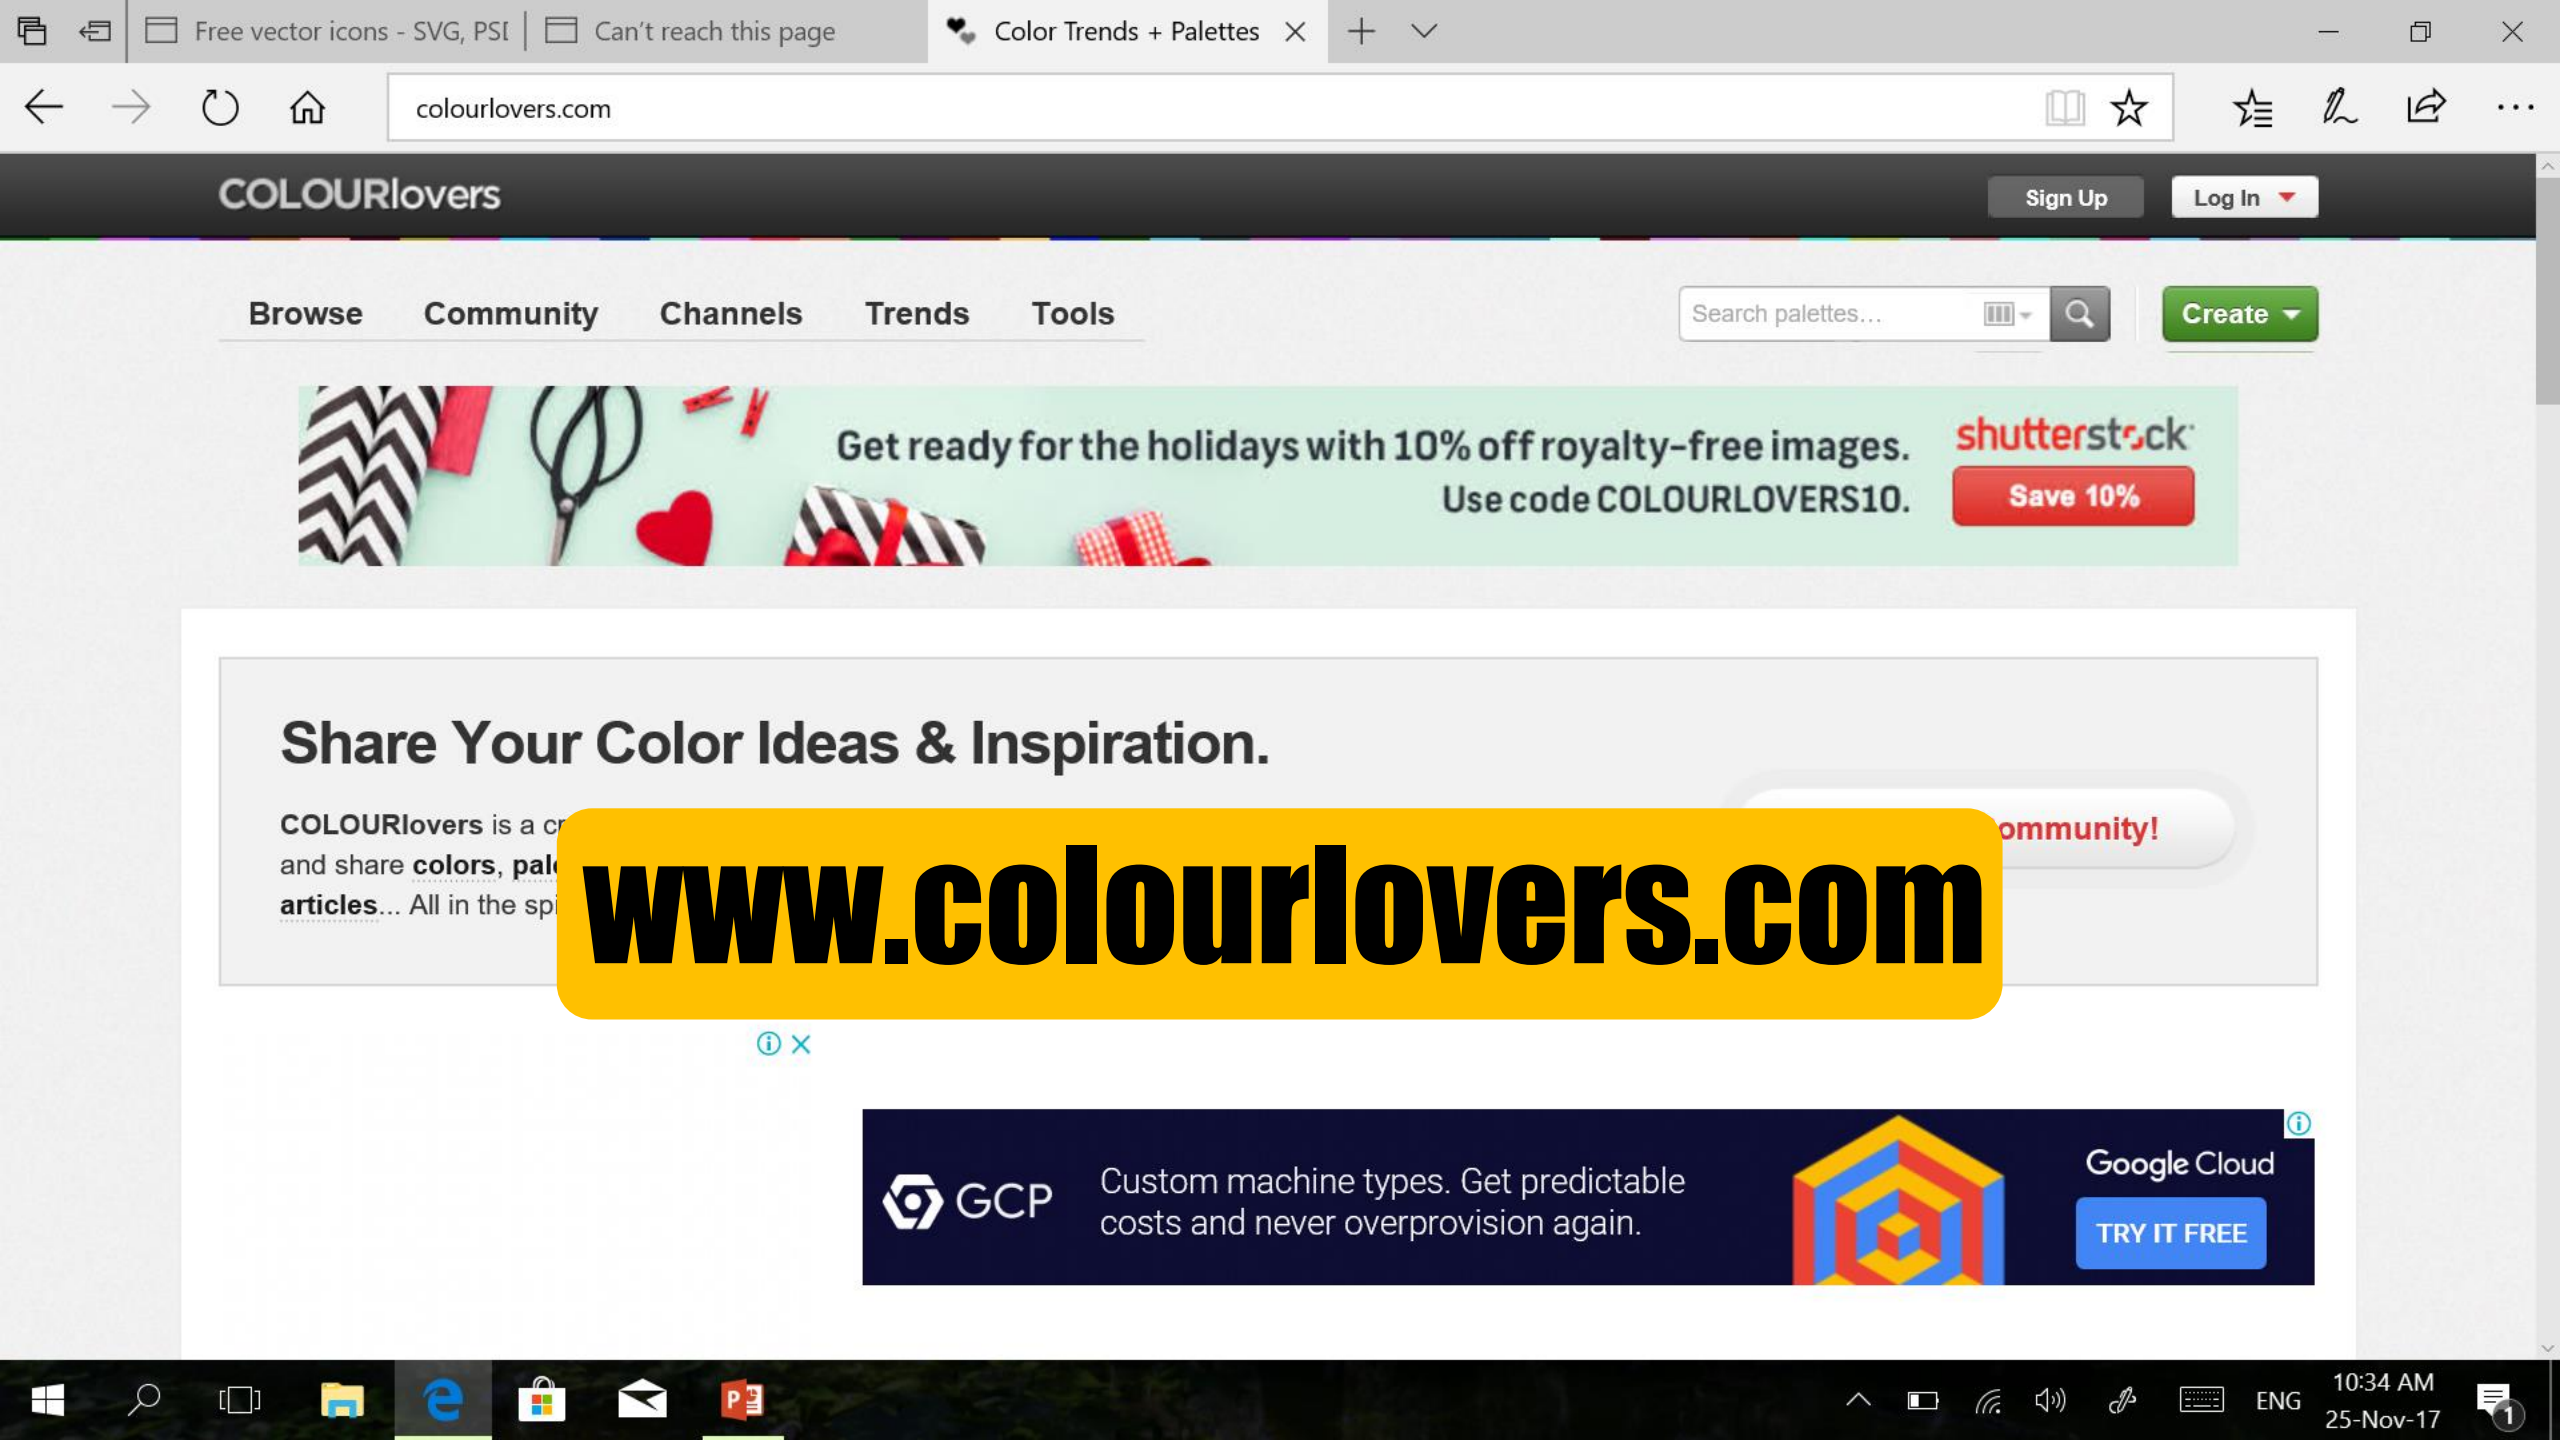 Free vector icons - SVG, PSI
Can't reach this page
Color Trends + Palettes
colourlovers.com
COLOURlovers
Sign Up
Log In
Browse
Community
Channels
Trends
Tools
Search palettes...
Create
Get ready for the holidays with 10% off royalty-free images.
Use code COLOURLOVERS10.
shutterstock
Save 10%
Share Your Color Ideas & Inspiration.
COLOURlovers is a
and share colors,
articles... All in the
ommunity!
www.colourlovers.com
GCP
Custom machine types. Get predictable
costs and never overprovision again.
Google Cloud
TRY IT FREE
ENG
10:34 AM
25-Nov-17
1